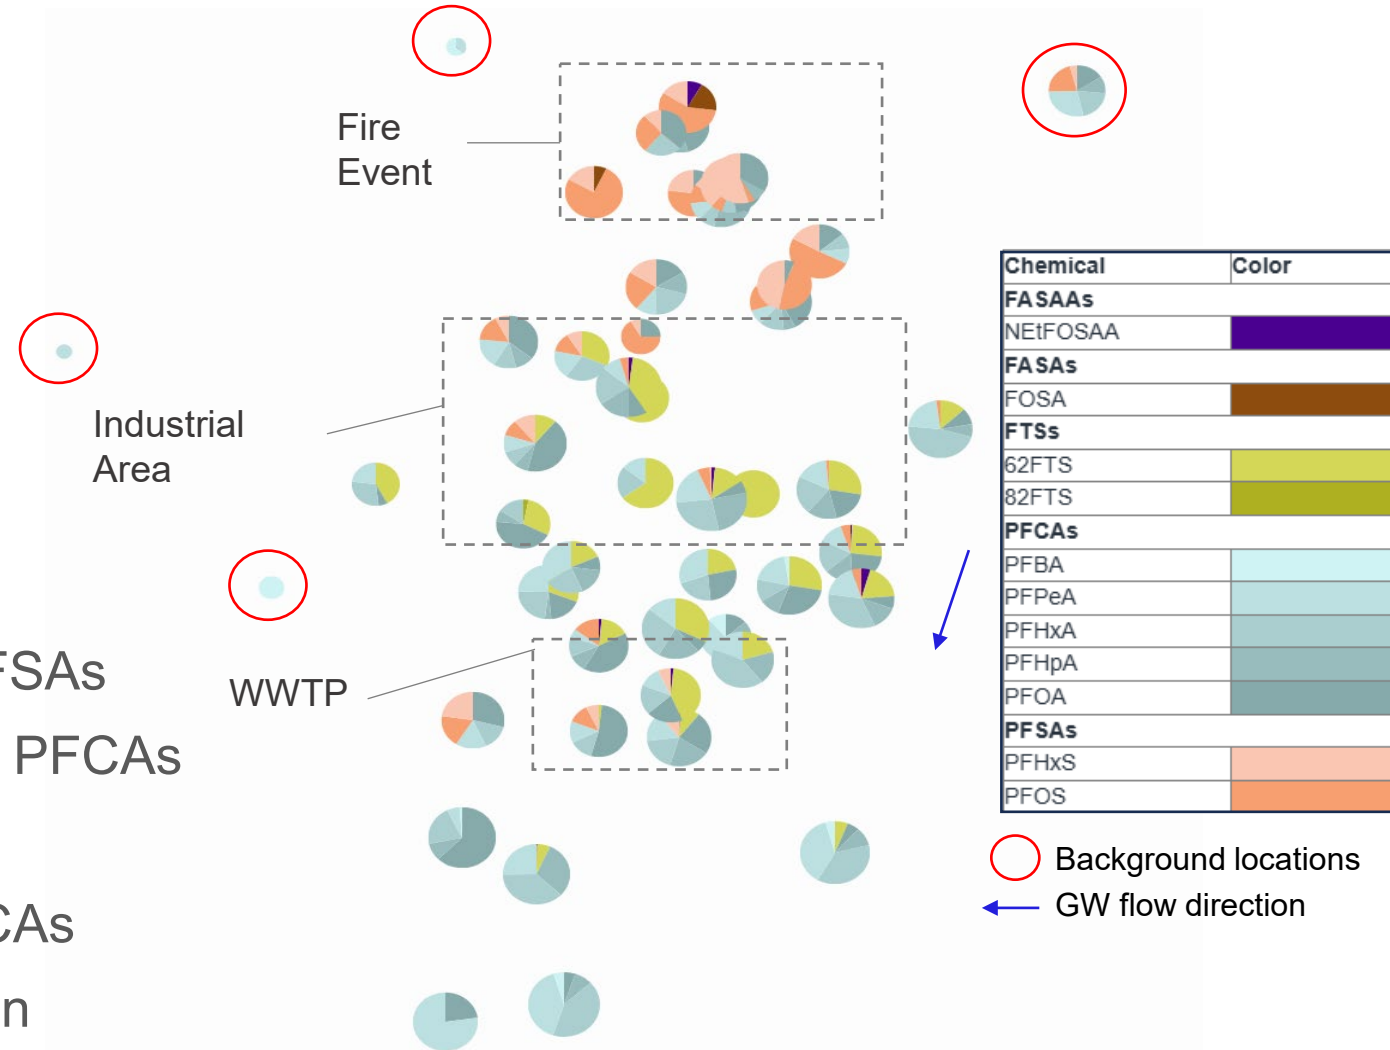 Fire
Event
Industrial
Area
WWTP
FSAs
PFCAs
CAs
n
Chemical Color
FASAAs
NEtFOSAA
FASAs
FOSA
FTSs
62FTS
82FTS
PFCAs
PFBA
PFPeA
PFHxA
PFHpA
PFOA
PFSAs
PFHxS
PFOS
Background locations
GW flow direction